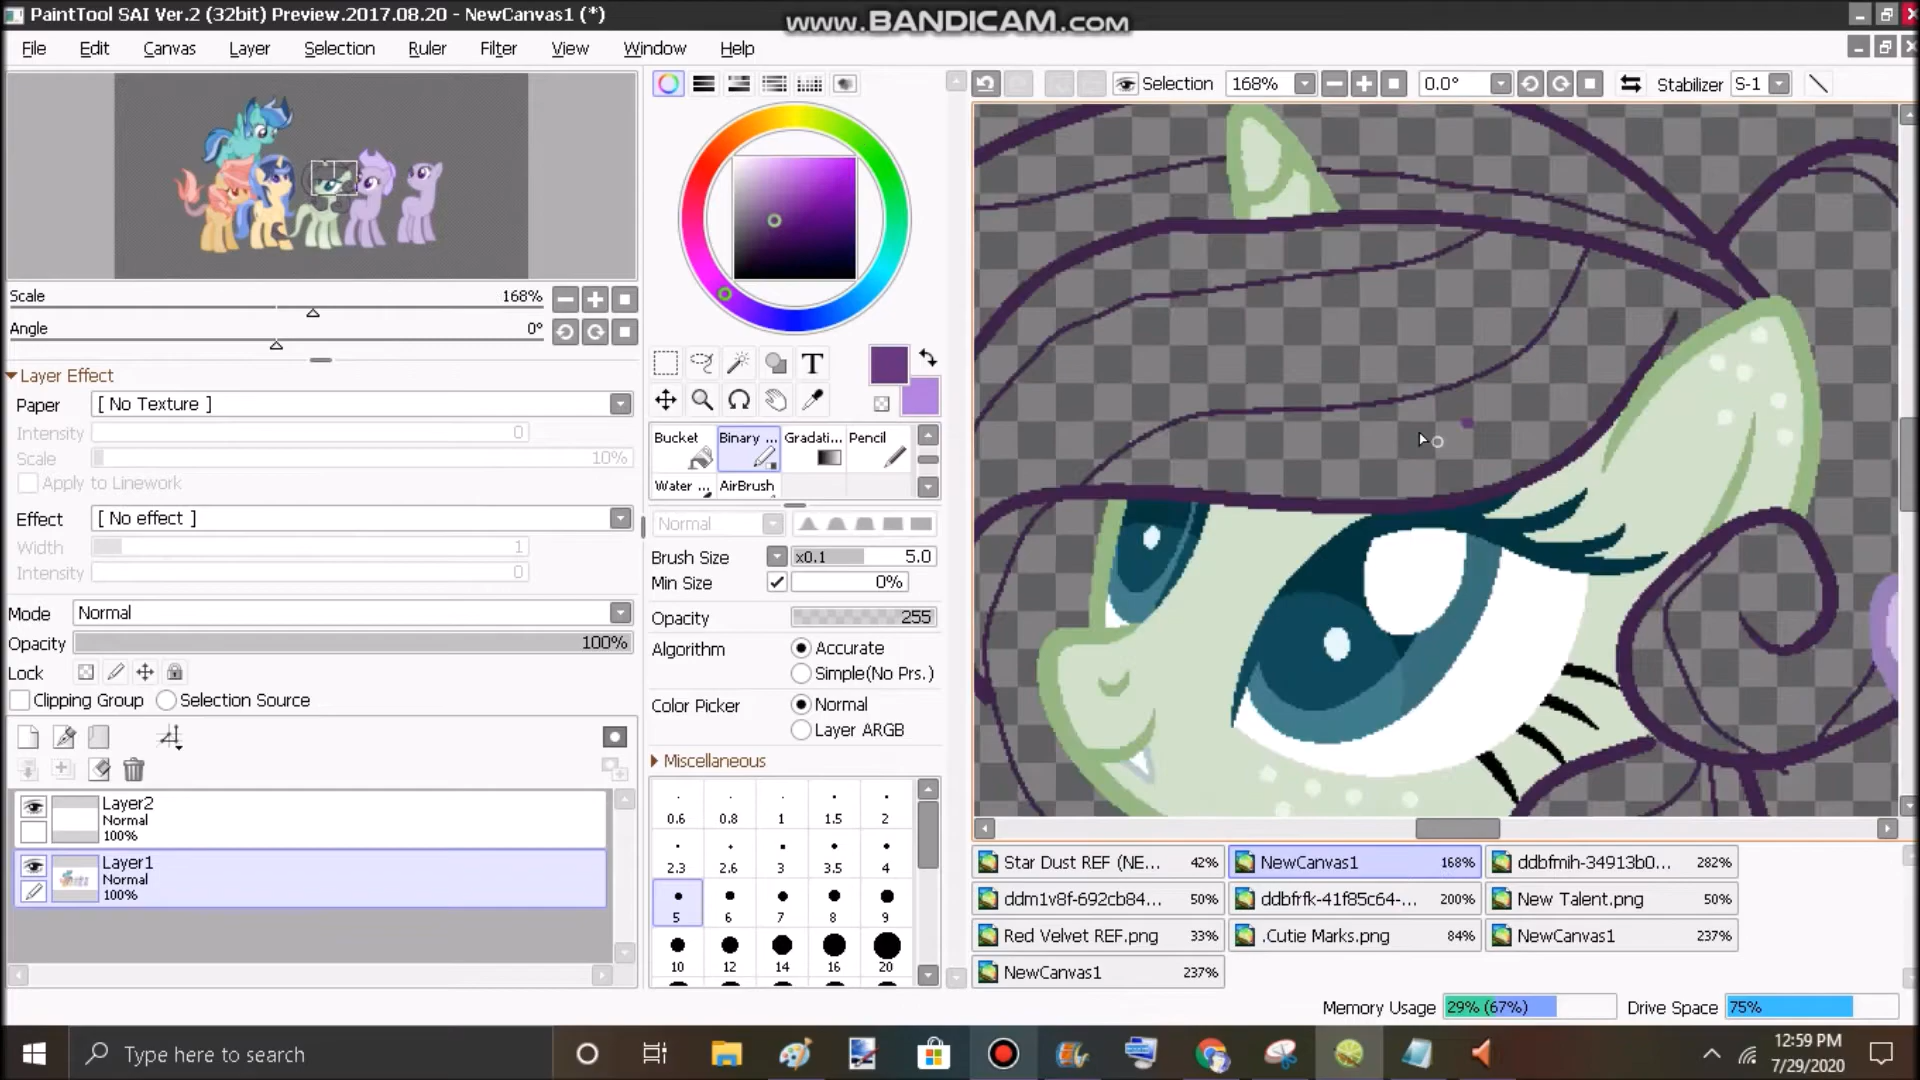 PaintTool SAI Ver.2 (32bit) Preview.2017.08.20 - NewCanvas1 (*)
www.BANDICAM.com
File Edit Canvas Layer Selection Ruler Filter View Window Help
Selection 168% 0.0° Stabilizer S-1
Scale 168%
Angle 0°
Layer Effect
Paper [ No Texture ]
Intensity 0
Scale 10%
Apply to Linework
Effect [ No effect ]
Width 1
Intensity 0
Mode Normal
Opacity 100%
Lock
Clipping Group Selection Source
Layer2
Normal
100%
Layer1
Normal
100%
T
Bucket Binary ... Gradati... Pencil
Water ... AirBrush
Normal
Brush Size x0.1 5.0
Min Size 0%
Opacity 255
Algorithm Accurate
Simple(No Prs.)
Color Picker Normal
Layer ARGB
Miscellaneous
0.6 0.8 1 1.5 2
2.3 2.6 3 3.5 4
5 6 7 8 9
10 12 14 16 20
Star Dust REF (NE... 42% NewCanvas1 168% ddbfmih-34913b0... 282%
ddm1v8f-692cb84... 50% ddbfrfk-41f85c64-... 200% New Talent.png 50%
Red Velvet REF.png 33% .Cutie Marks.png 84% NewCanvas1 237%
NewCanvas1 237%
Memory Usage 29% (67%) Drive Space 75%
Type here to search
12:59 PM
7/29/2020